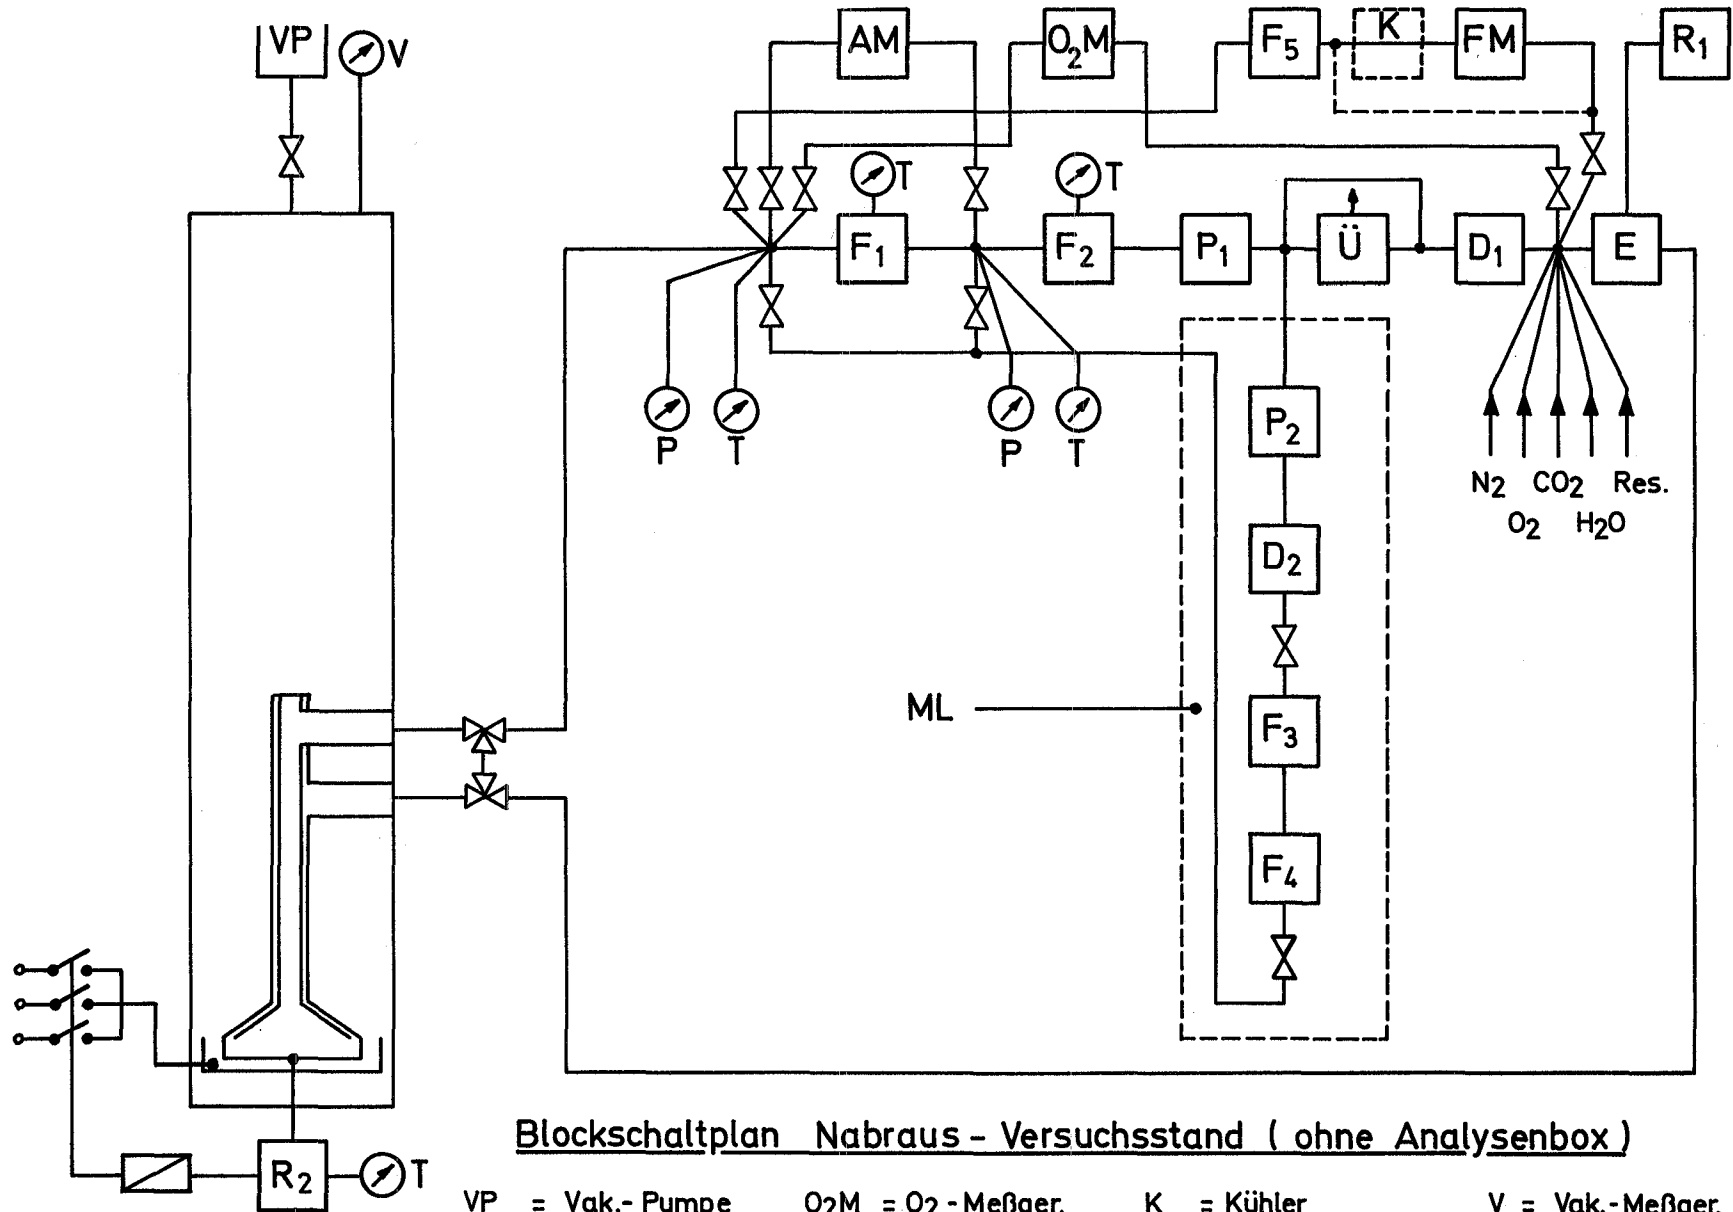 VP V AM O2M F5 K FM R1
T T
F1 F2 P1 Ü D1 E
P T P T
P2
N2 CO2 Res.
O2 H2O
D2
ML
F3
F4
Blockschaltplan Nabraus - Versuchsstand ( ohne Analysenbox )
R2 T
VP = Vak.- Pumpe O2M = O2 - Meßger. K = Kühler V = Vak.-Meßger.